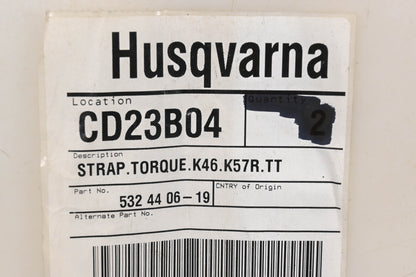 Husqvarna
Location Quantity
CD23B04 2
Description
STRAP.TORQUE.K46.K57R.TT
Part No. 532 44 06-19 CNTRY of Origin
Alternate Part No.